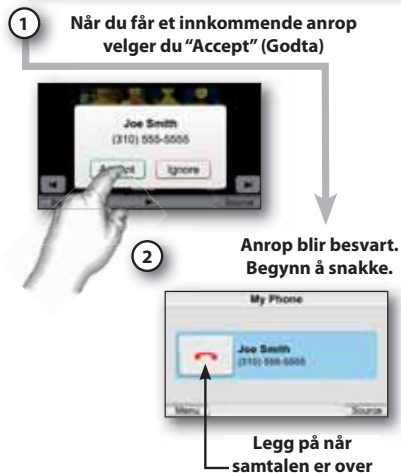 1
Når du får et innkommende anrop
velger du “Accept” (Godta)
Joe Smith
(310) 555-5555
Accept Ignore
Source
2
Anrop blir besvart.
Begynn å snakke.
My Phone
Joe Smith
(310) 555-5555
Menu Source
Legg på når
samtalen er over